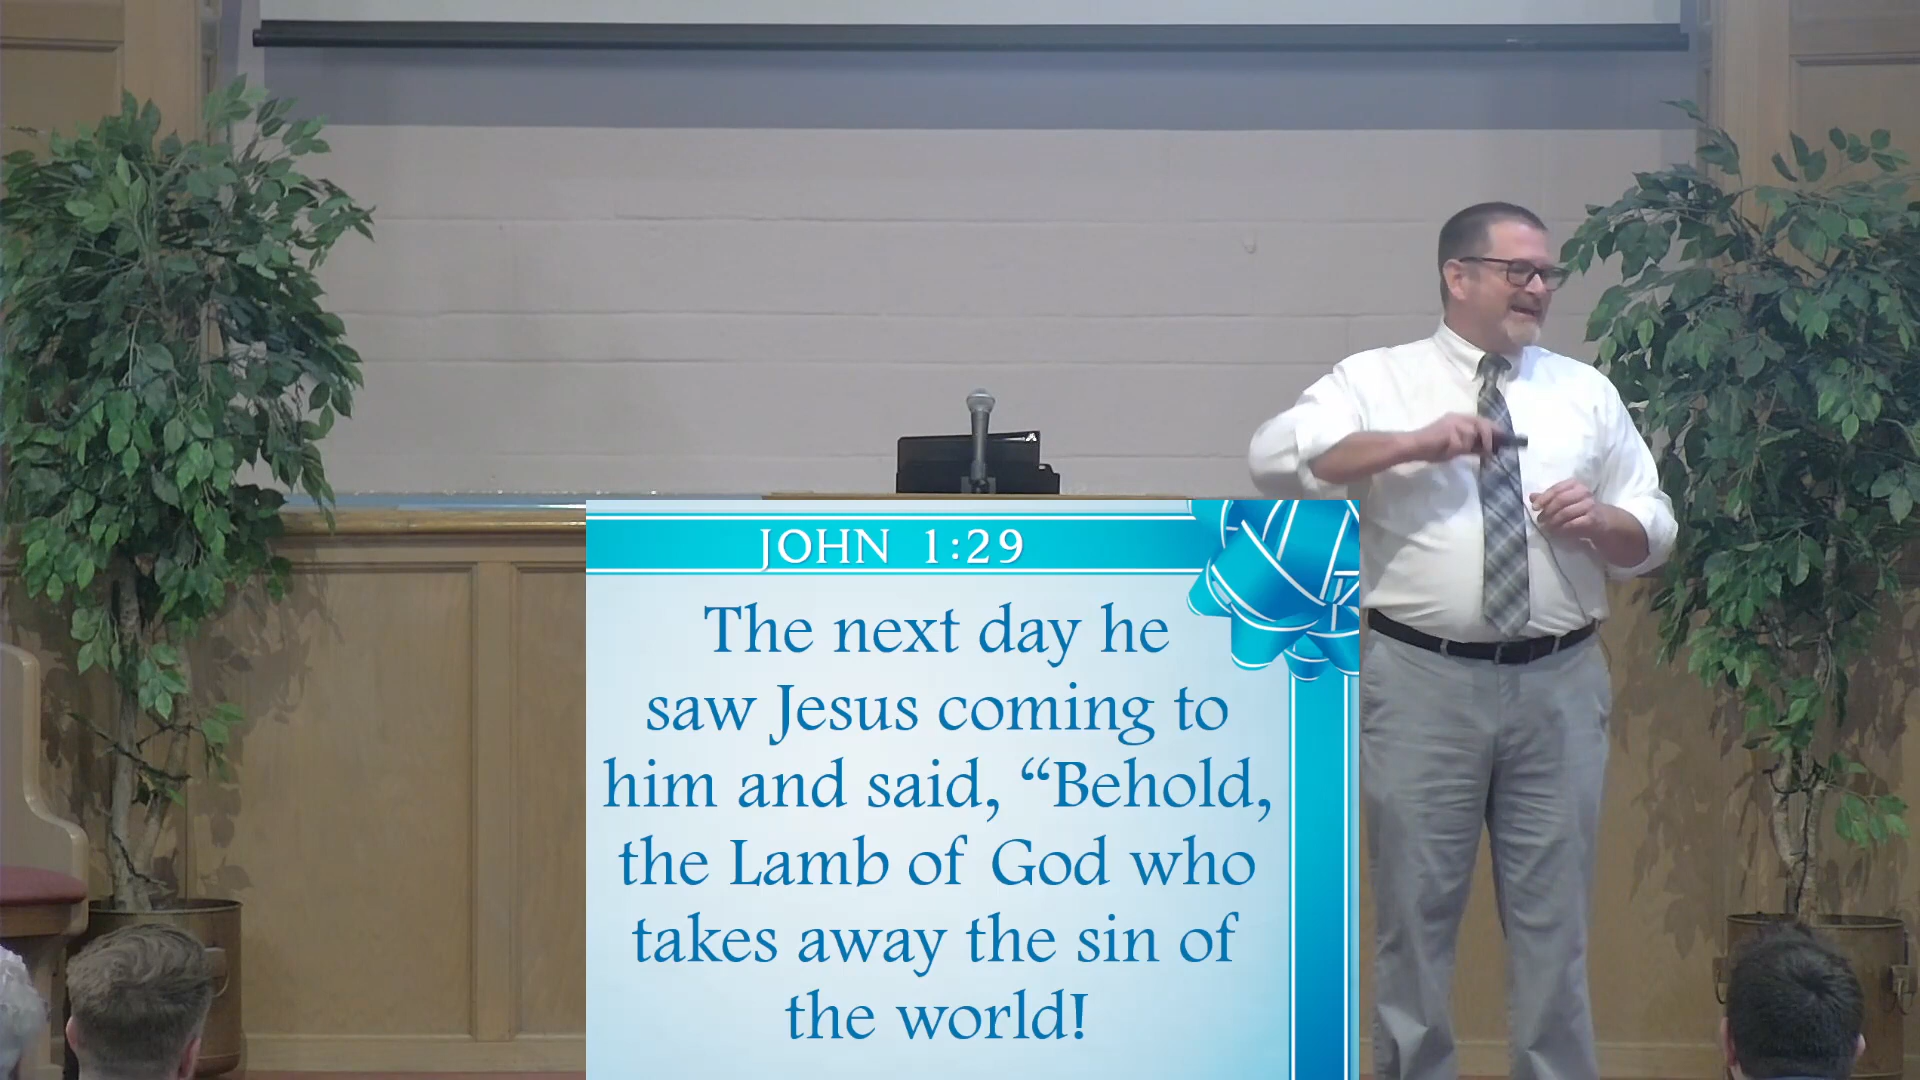 JOHN 1:29
The next day he
saw Jesus coming to
him and said, “Behold,
the Lamb of God who
takes away the sin of
the world!